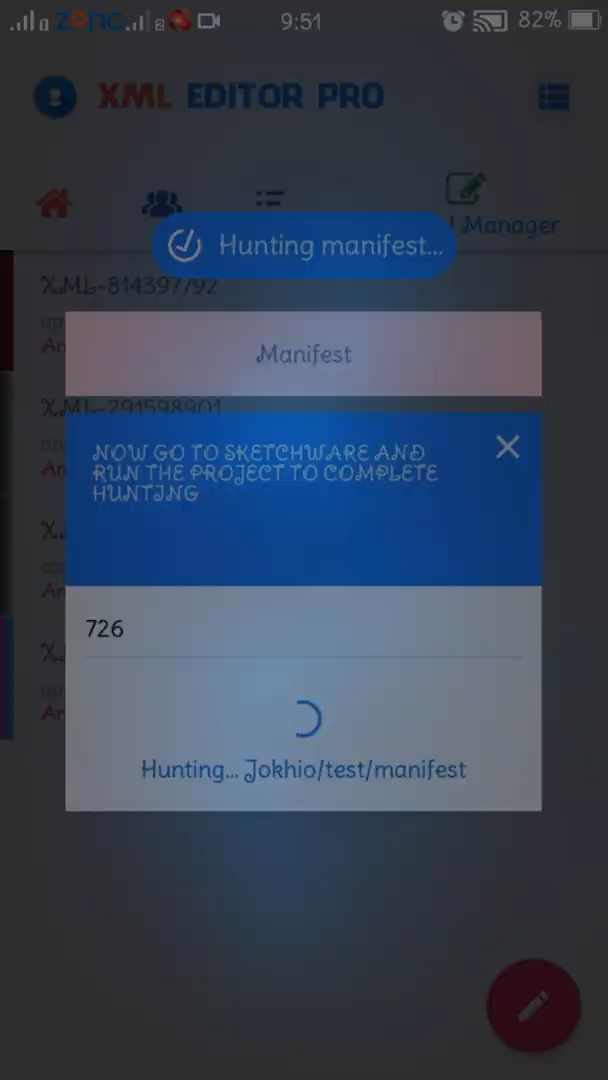 ZONG
9:51
82%
XML EDITOR PRO
Manager
Hunting manifest...
XML-814397792
Manifest
XML-291598901
NOW GO TO SKETCHWARE AND
RUN THE PROJECT TO COMPLETE
HUNTING
726
Hunting... Jokhio/test/manifest